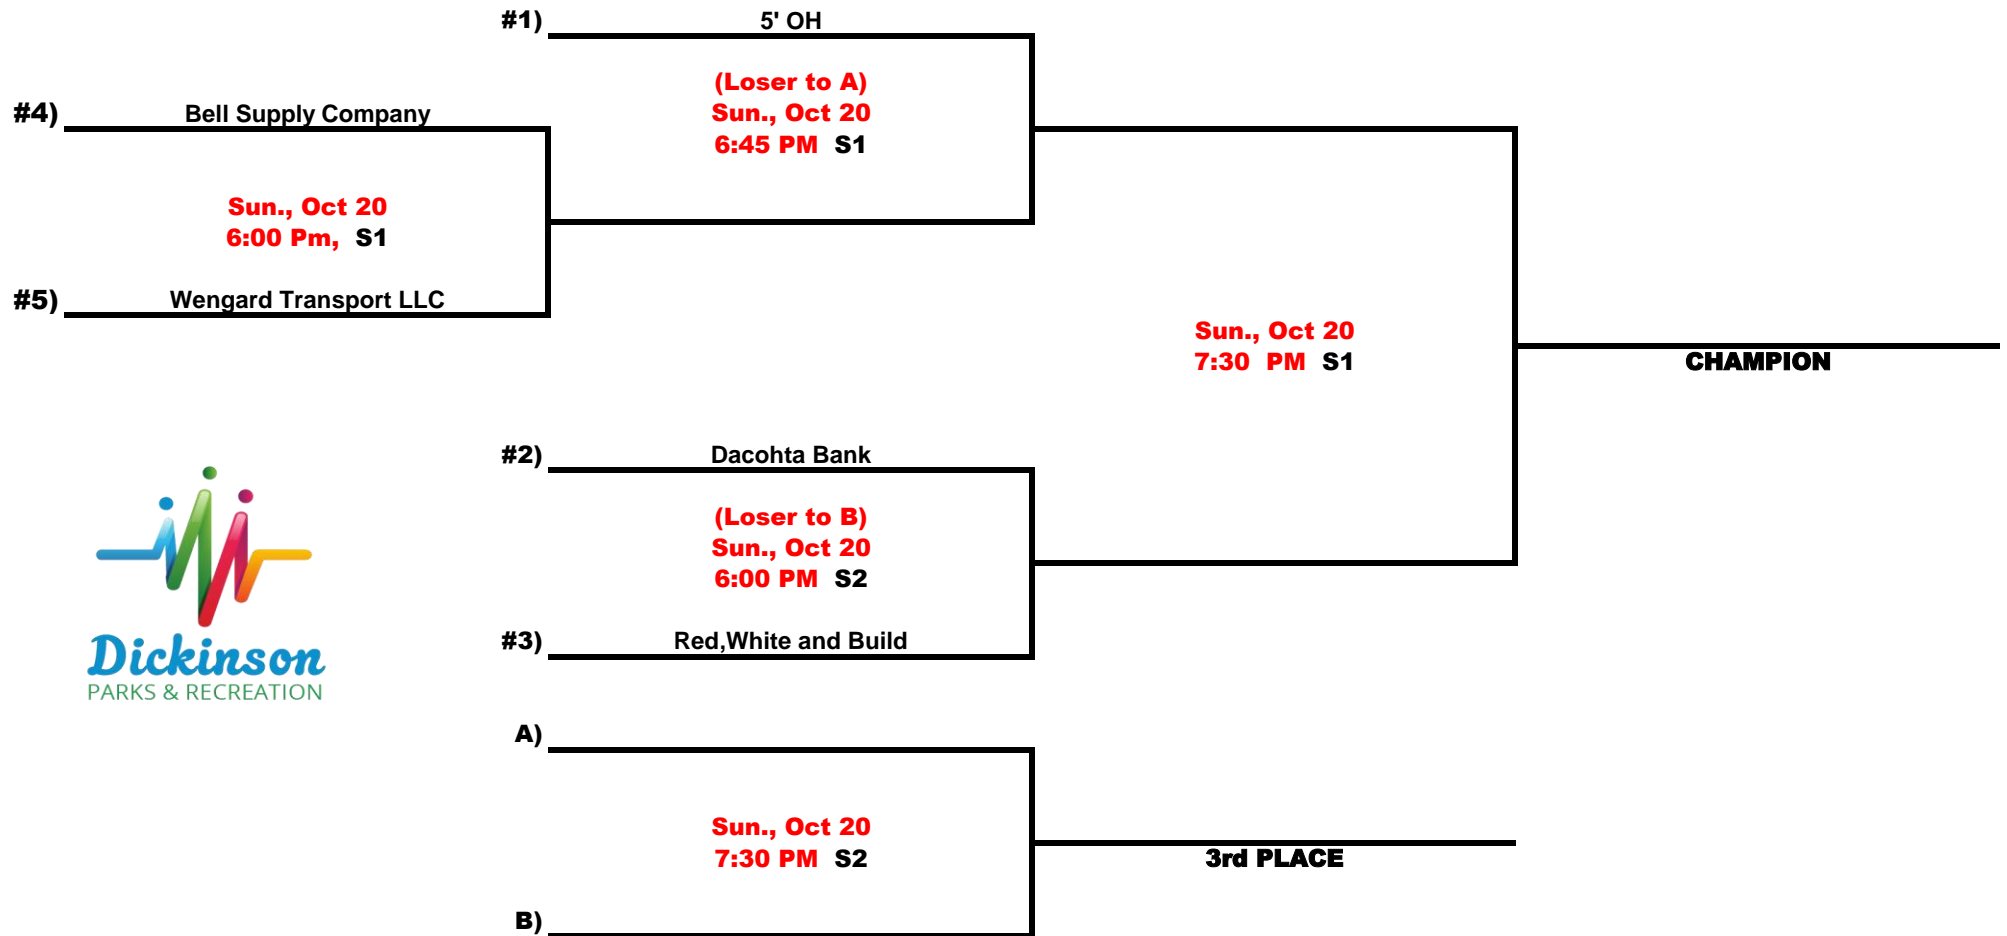 #1) 5' OH
(Loser to A)
#4) Bell Supply Company
Sun., Oct 20
6:45 PM S1
Sun., Oct 20
6:00 Pm, S1
#5) Wengard Transport LLC
Sun., Oct 20
7:30 PM S1
CHAMPION
#2) Dacohta Bank
(Loser to B)
Sun., Oct 20
6:00 PM S2
#3) Red,White and Build
Dickinson
PARKS & RECREATION
A)
Sun., Oct 20
7:30 PM S2
3rd PLACE
B)